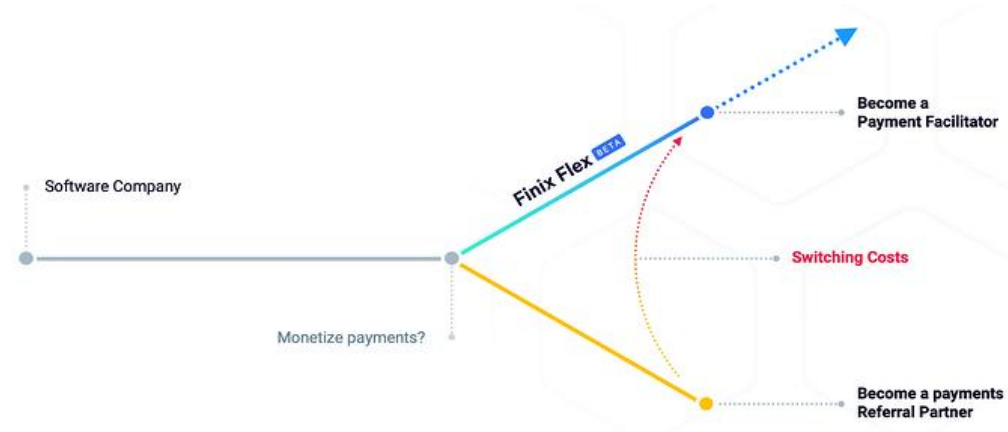 Become a
Payment Facilitator
Finix Flex BETA
Software Company
Switching Costs
Monetize payments?
Become a payments
Referral Partner